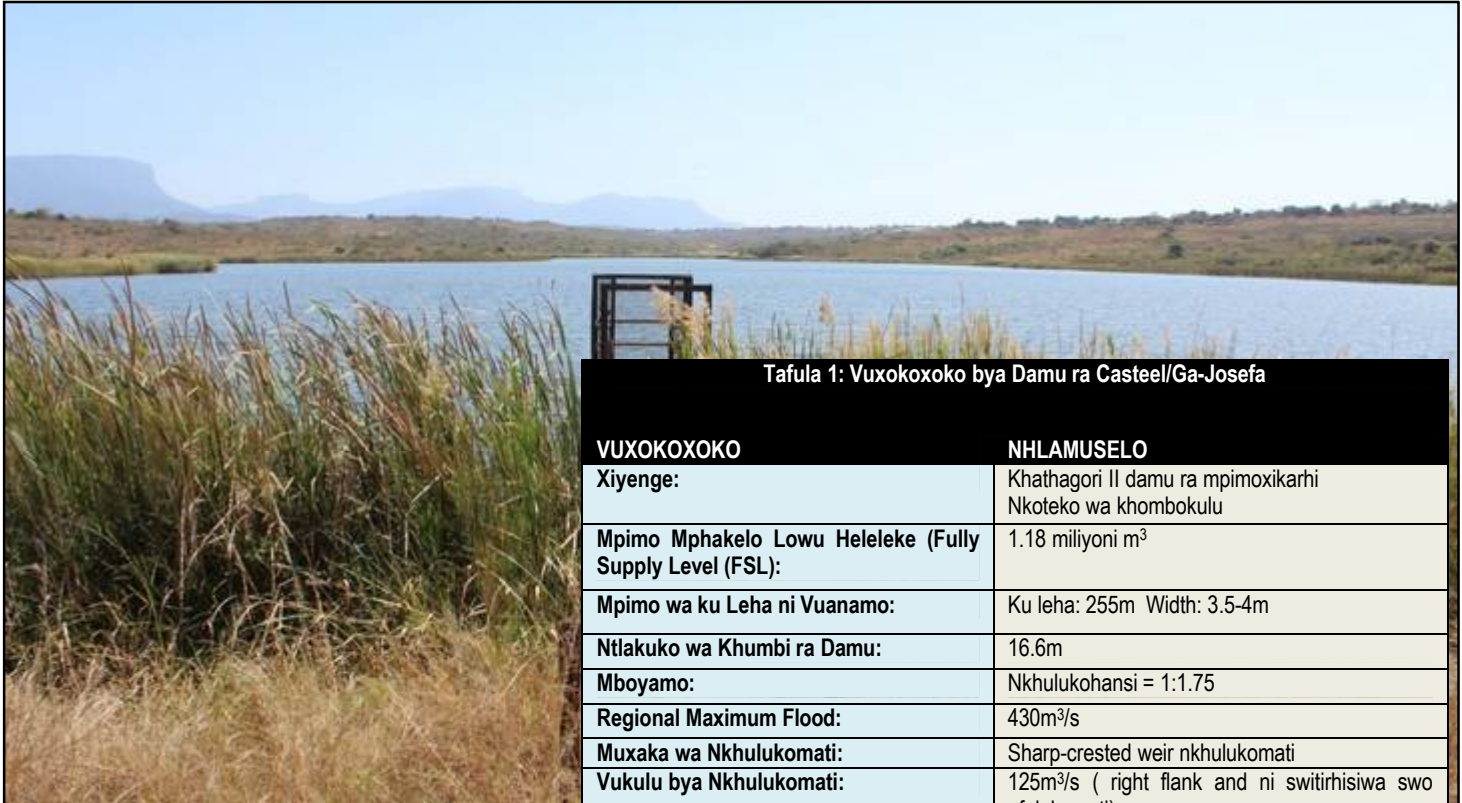 Tafula 1: Vuxokoxoko bya Damu ra Casteel/Ga-Josefa
VUXOKOXOKO NHLAMUSELO
Xiyenge: Khathagori II damu ra mpimoxikarhi
Nkoteko wa khombokulu
Mpimo Mphakelo Lowu Heleleke (Fully
Supply Level (FSL): 1.18 miliyoni m³
Mpimo wa ku Leha ni Vuanamo: Ku leha: 255m Width: 3.5-4m
Ntlakuko wa Khumbi ra Damu: 16.6m
Mboyamo: Nkhulukohansi = 1:1.75
Regional Maximum Flood: 430m³/s
Muxaka wa Nkhulukomati: Sharp-crested weir nkhulukomati
Vukulu bya Nkhulukomati: 125m³/s ( right flank and ni switirhisiwa swo